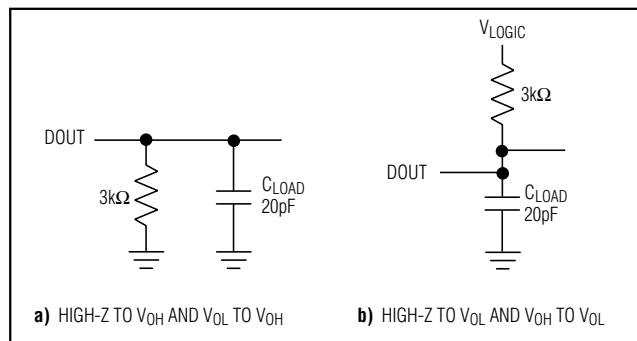 DOUT
3kΩ
CLOAD
20pF
a) HIGH-Z TO VOH AND VOL TO VOH
VLOGIC
3kΩ
DOUT
CLOAD
20pF
b) HIGH-Z TO VOL AND VOH TO VOL